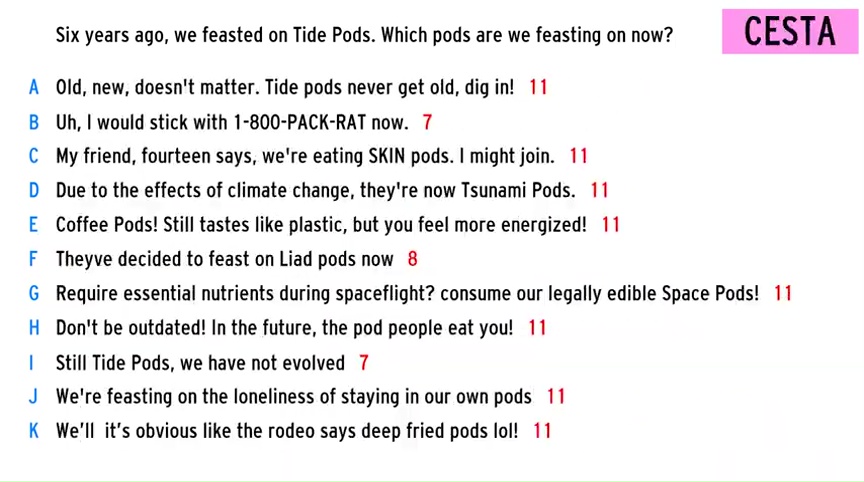 Six years ago, we feasted on Tide Pods. Which pods are we feasting on now?
CESTA
A Old, new, doesn't matter. Tide pods never get old, dig in! 11
B Uh, I would stick with 1-800-PACK-RAT now. 7
C My friend, fourteen says, we're eating SKIN pods. I might join. 11
D Due to the effects of climate change, they're now Tsunami Pods. 11
E Coffee Pods! Still tastes like plastic, but you feel more energized! 11
F Theyve decided to feast on Liad pods now 8
G Require essential nutrients during spaceflight? consume our legally edible Space Pods! 11
H Don't be outdated! In the future, the pod people eat you! 11
I Still Tide Pods, we have not evolved 7
J We're feasting on the loneliness of staying in our own pods 11
K We’ll it’s obvious like the rodeo says deep fried pods lol! 11